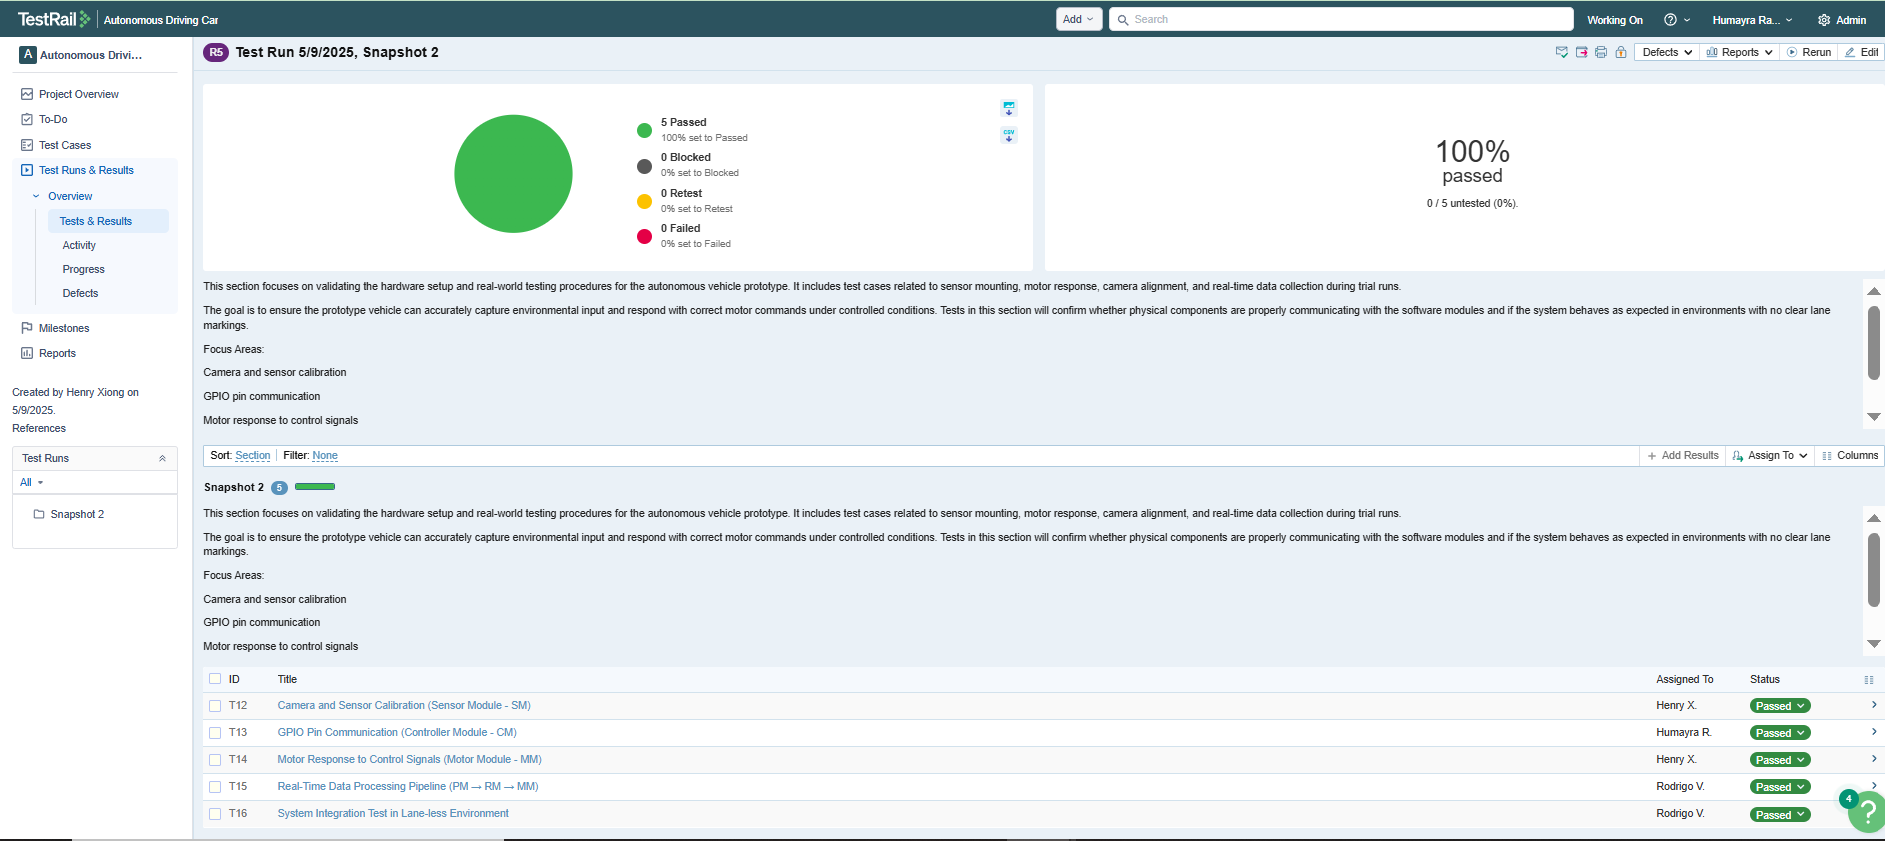 TestRail
Autonomous Driving Car
Add
Search
Working On
Humayra Ra...
Admin
A
Autonomous Drivi...
Project Overview
To-Do
Test Cases
Test Runs & Results
Overview
Tests & Results
Activity
Progress
Defects
Milestones
Reports
Created by Henry Xiong on
5/9/2025.
References
Test Runs
All
Snapshot 2
R5
Test Run 5/9/2025, Snapshot 2
Defects
Reports
Rerun
Edit
5 Passed
100% set to Passed
0 Blocked
0% set to Blocked
0 Retest
0% set to Retest
0 Failed
0% set to Failed
CSV
100%
passed
0 / 5 untested (0%).
This section focuses on validating the hardware setup and real-world testing procedures for the autonomous vehicle prototype. It includes test cases related to sensor mounting, motor response, camera alignment, and real-time data collection during trial runs.
The goal is to ensure the prototype vehicle can accurately capture environmental input and respond with correct motor commands under controlled conditions. Tests in this section will confirm whether physical components are properly communicating with the software modules and if the system behaves as expected in environments with no clear lane
markings.
Focus Areas:
Camera and sensor calibration
GPIO pin communication
Motor response to control signals
Sort: Section
Filter: None
+ Add Results
Assign To
Columns
Snapshot 2
5
This section focuses on validating the hardware setup and real-world testing procedures for the autonomous vehicle prototype. It includes test cases related to sensor mounting, motor response, camera alignment, and real-time data collection during trial runs.
The goal is to ensure the prototype vehicle can accurately capture environmental input and respond with correct motor commands under controlled conditions. Tests in this section will confirm whether physical components are properly communicating with the software modules and if the system behaves as expected in environments with no clear lane
markings.
Focus Areas:
Camera and sensor calibration
GPIO pin communication
Motor response to control signals
ID Title Assigned To Status
T12 Camera and Sensor Calibration (Sensor Module - SM) Henry X. Passed
T13 GPIO Pin Communication (Controller Module - CM) Humayra R. Passed
T14 Motor Response to Control Signals (Motor Module - MM) Henry X. Passed
T15 Real-Time Data Processing Pipeline (PM → RM → MM) Rodrigo V. Passed
T16 System Integration Test in Lane-less Environment Rodrigo V. Passed
4
?